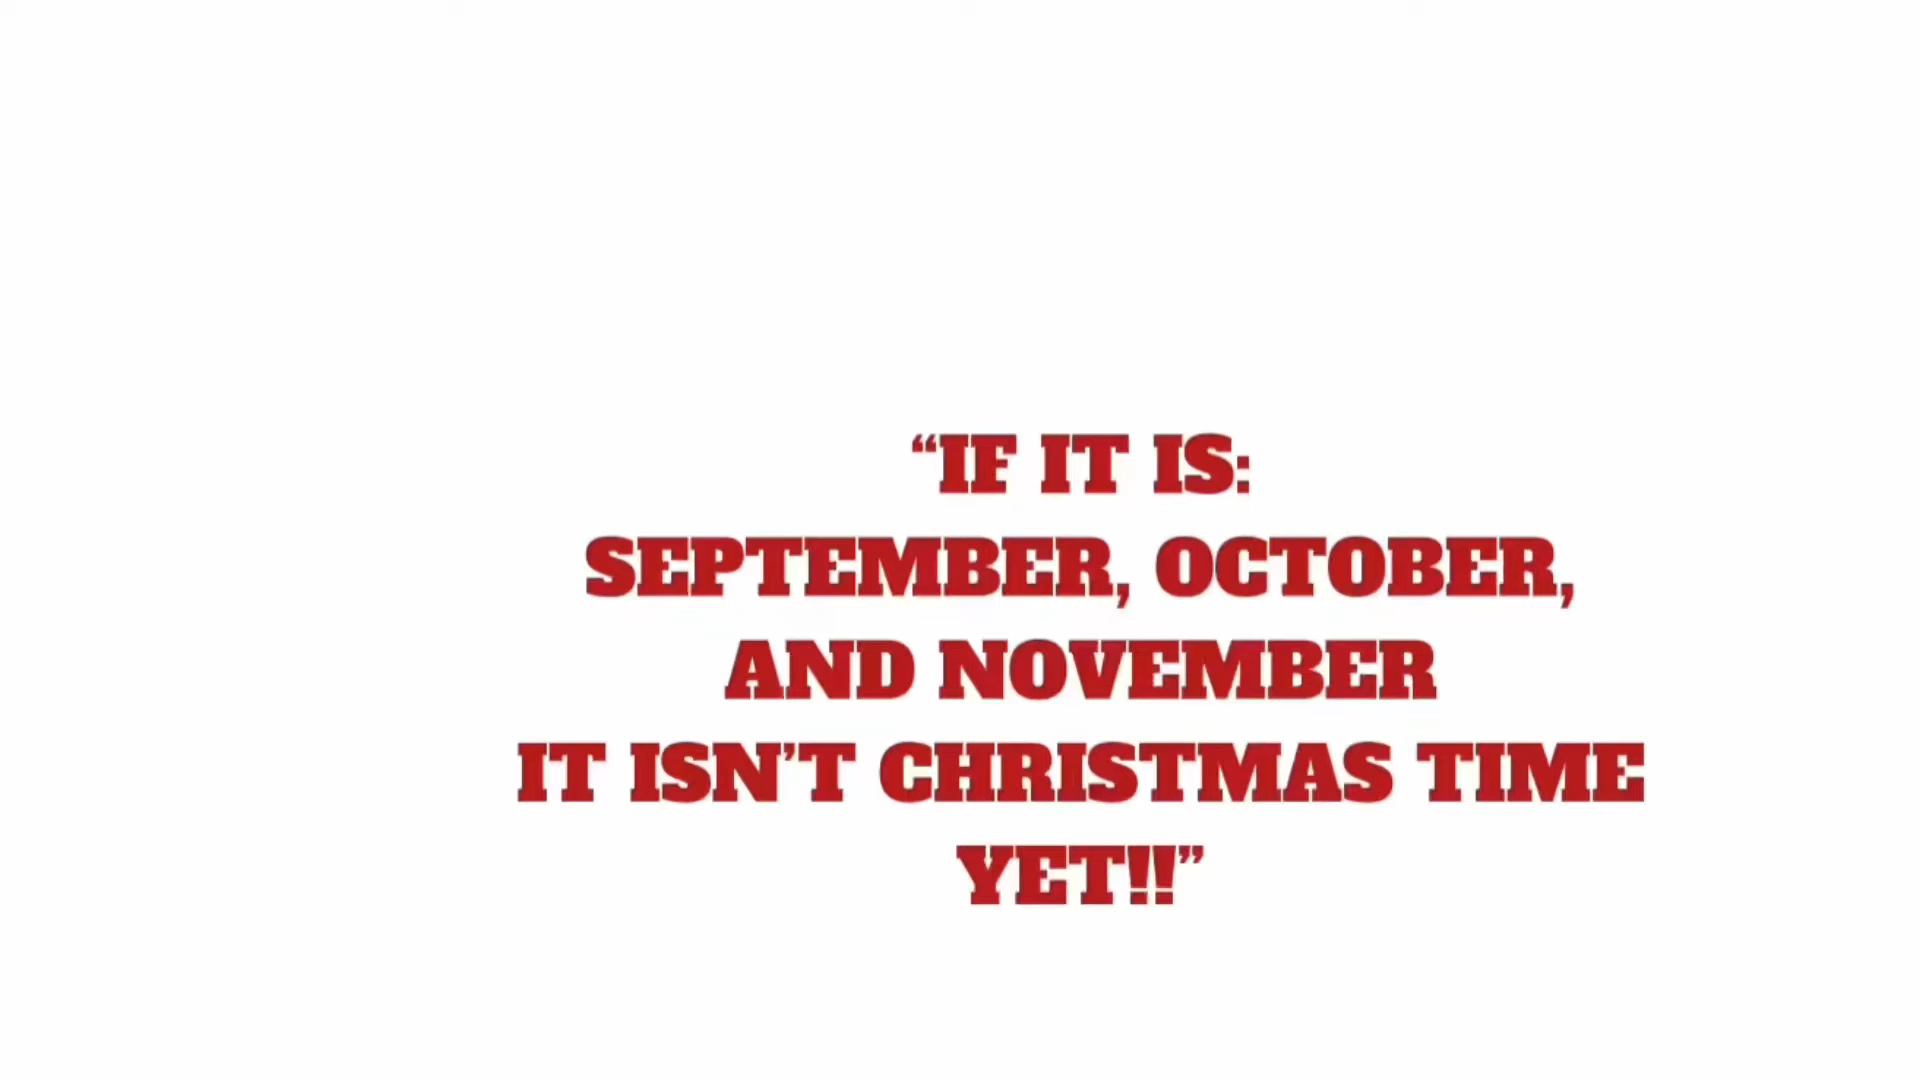 “IF IT IS:
SEPTEMBER, OCTOBER,
AND NOVEMBER
IT ISN’T CHRISTMAS TIME
YET!!”